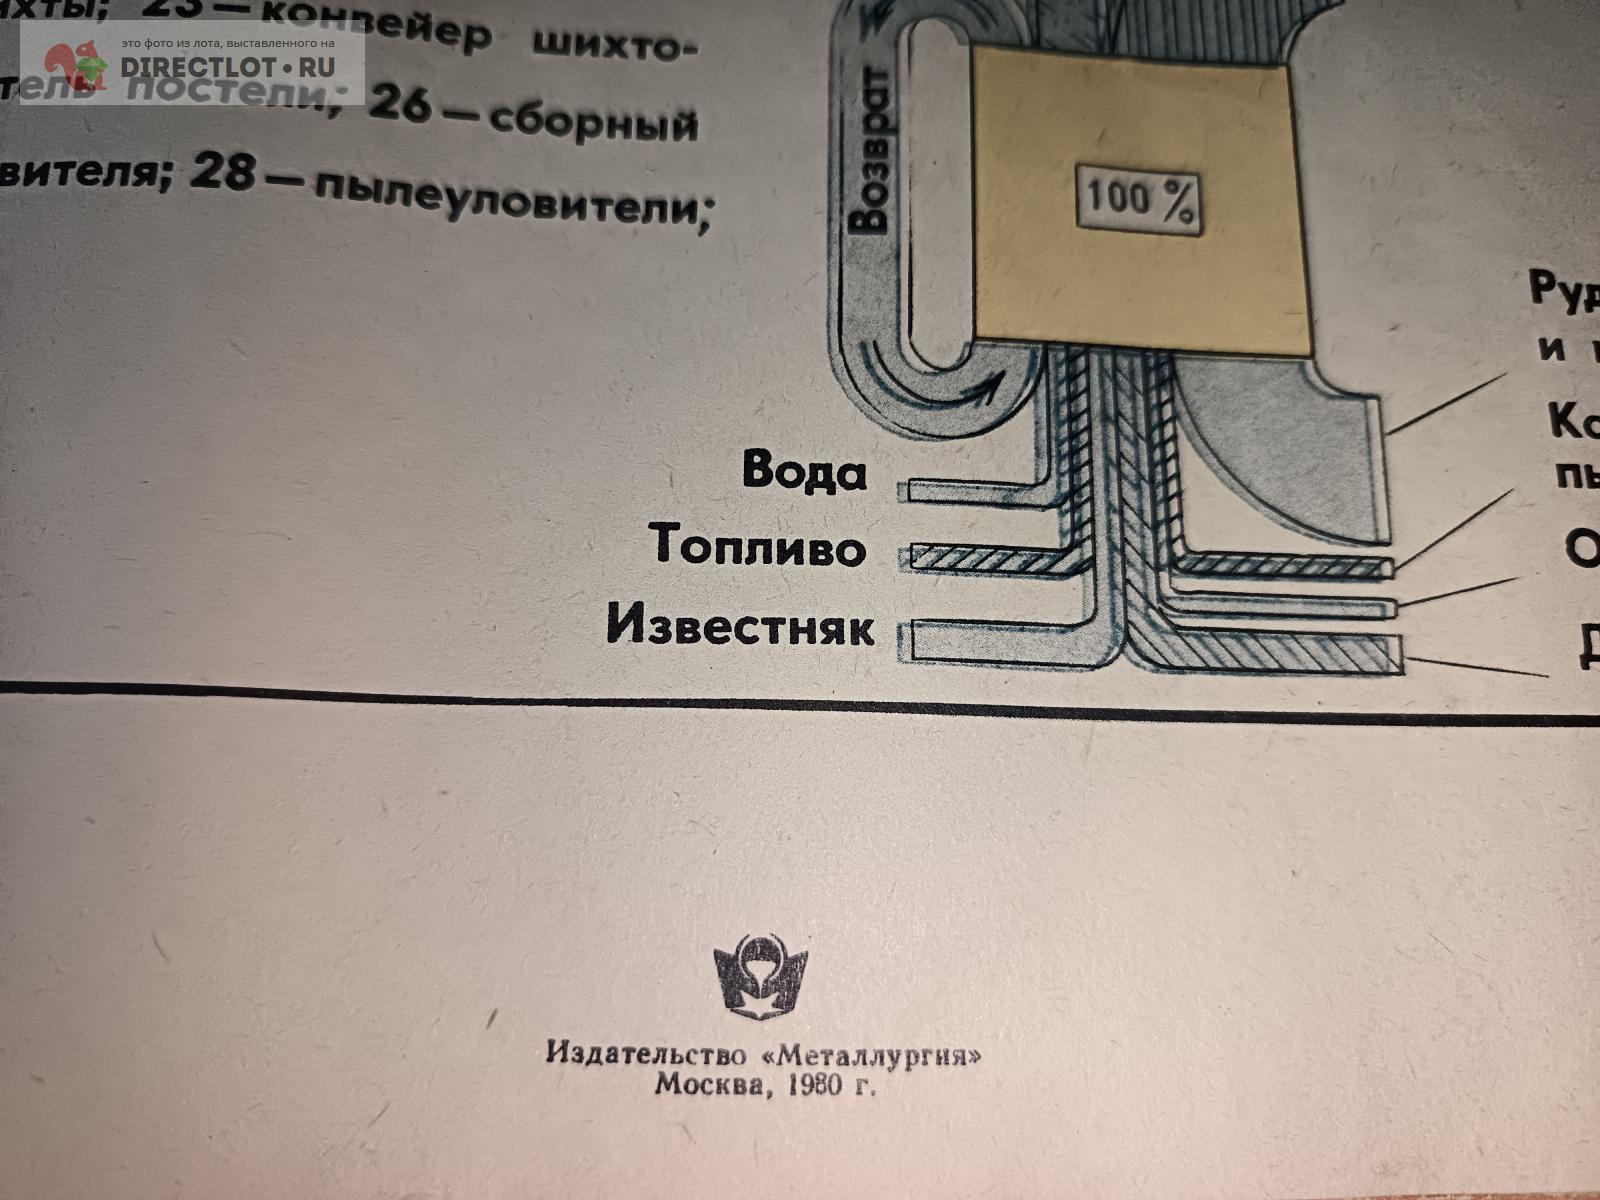 это фото из лота, выставленного на
DIRECTLOT.RU
23 — конвейер шихто-
постели; 26 — сборный
вителя; 28 — пылеуловители;
Возврат
100 %
и
Вода
Топливо
Известняк
Издательство «Металлургия»
Москва, 1980 г.